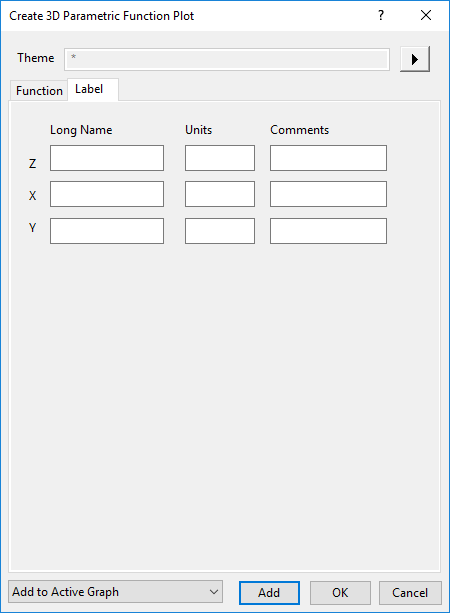 Create 3D Parametric Function Plot ?
Theme *
Function Label
Long Name Units Comments
Z
X
Y
Add to Active Graph Add OK Cancel